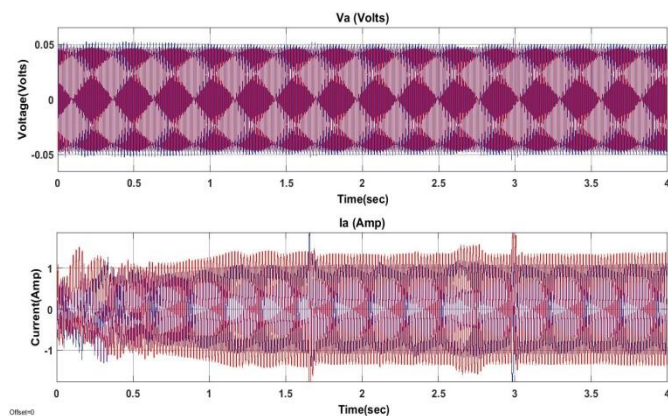 Va (Volts)
Voltage(Volts)
0.05
0
-0.05
0 0.5 1 1.5 2 2.5 3 3.5 4
Time(sec)
Ia (Amp)
Current(Amp)
1
0
-1
0 0.5 1 1.5 2 2.5 3 3.5 4
Time(sec)
Offset=0